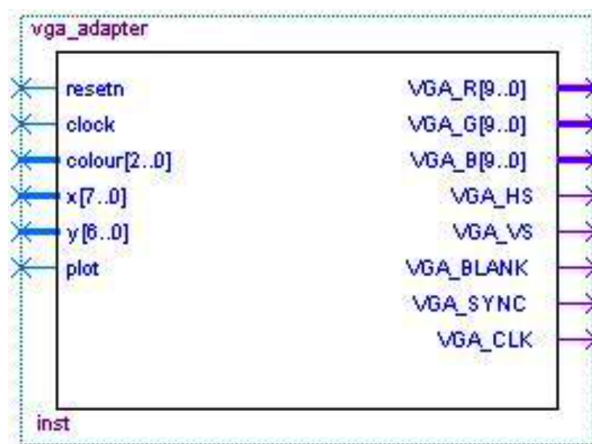 vga_adapter
resetn VGA_R[9..0]
clock VGA_G[9..0]
colour[2..0] VGA_B[9..0]
x[7..0] VGA_HS
y[6..0] VGA_VS
plot VGA_BLANK
VGA_SYNC
VGA_CLK
inst